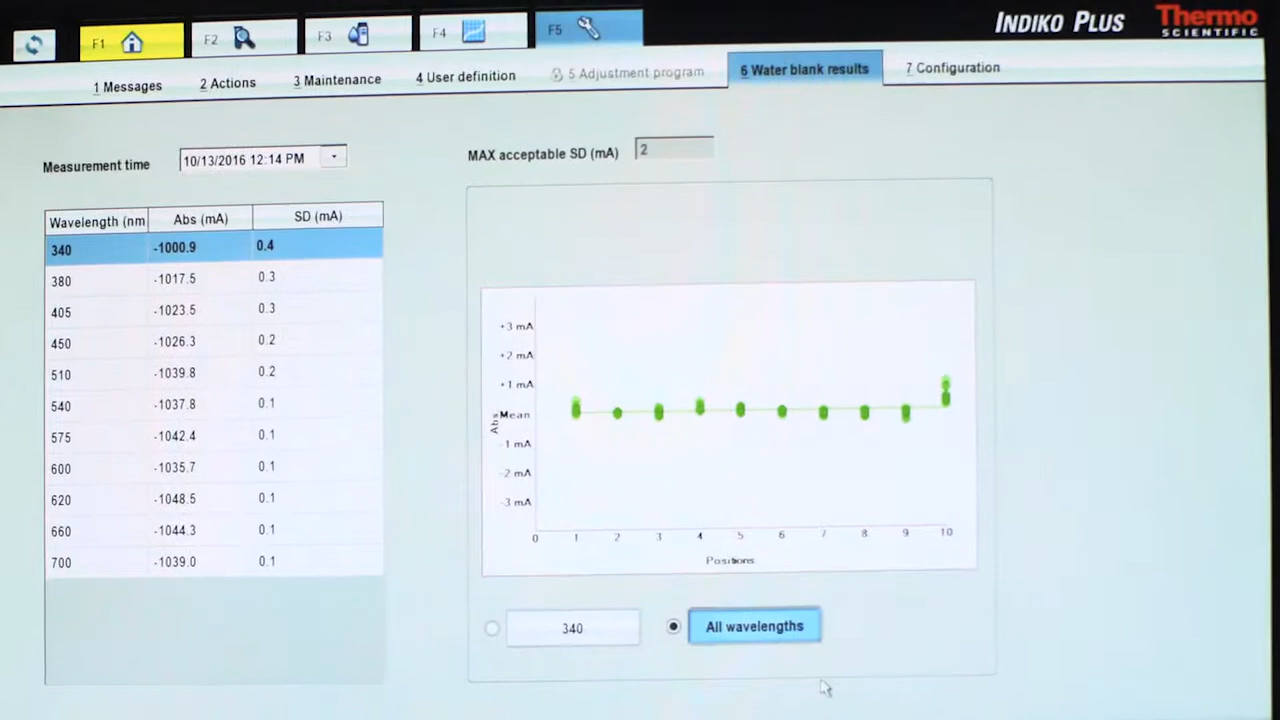 F1
F2
F3
F4
F5
INDIKO PLUS
Thermo
SCIENTIFIC
1 Messages
2 Actions
3 Maintenance
4 User definition
5 Adjustment program
6 Water blank results
7 Configuration
Measurement time
10/13/2016 12:14 PM
MAX acceptable SD (mA)
2
Wavelength (nm Abs (mA) SD (mA)
340 -1000.9 0.4
380 -1017.5 0.3
405 -1023.5 0.3
450 -1026.3 0.2
510 -1039.8 0.2
540 -1037.8 0.1
575 -1042.4 0.1
600 -1035.7 0.1
620 -1048.5 0.1
660 -1044.3 0.1
700 -1039.0 0.1
+3 mA
+2 mA
+1 mA
Mean
-1 mA
-2 mA
-3 mA
Abs
0 1 2 3 4 5 6 7 8 9 10
Positions
340
All wavelengths